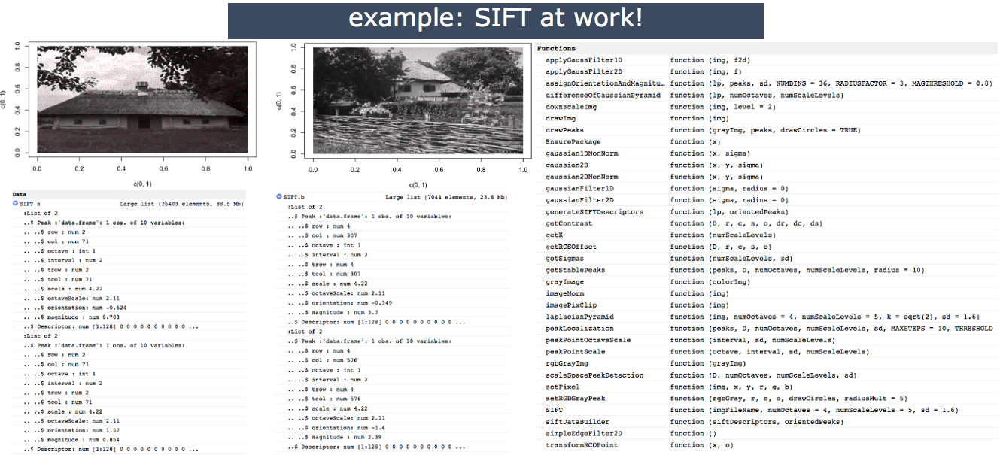 example: SIFT at work!
1.0
0.8
0.6
0.4
0.2
0.0
c(0, 1)
0.0 0.2 0.4 0.6 0.8 1.0
c(0, 1)
Data
SIFT.a Large list (26409 elements, 88.5 Mb)
:List of 2
..$ Peak :'data.frame': 1 obs. of 10 variables:
.. ..$ row : num 2
.. ..$ col : num 71
.. ..$ octave : int 1
.. ..$ interval : num 2
.. ..$ trow : num 2
.. ..$ tcol : num 71
.. ..$ scale : num 4.22
.. ..$ octaveScale: num 2.11
.. ..$ orientation: num -0.524
.. ..$ magnitude : num 0.703
..$ Descriptor: num [1:128] 0 0 0 0 0 0 0 0 0 0 ...
:List of 2
..$ Peak :'data.frame': 1 obs. of 10 variables:
.. ..$ row : num 2
.. ..$ col : num 71
.. ..$ octave : int 1
.. ..$ interval : num 2
.. ..$ trow : num 2
.. ..$ tcol : num 71
.. ..$ scale : num 4.22
.. ..$ octaveScale: num 2.11
.. ..$ orientation: num 1.57
.. ..$ magnitude : num 0.854
..$ Descriptor: num [1:128] 0 0 0 0 0 0 0 0 0 0 ...
1.0
0.8
0.6
0.4
0.2
0.0
c(0, 1)
0.0 0.2 0.4 0.6 0.8 1.0
c(0, 1)
SIFT.b Large list (7044 elements, 23.6 Mb)
:List of 2
..$ Peak :'data.frame': 1 obs. of 10 variables:
.. ..$ row : num 4
.. ..$ col : num 307
.. ..$ octave : int 1
.. ..$ interval : num 2
.. ..$ trow : num 4
.. ..$ tcol : num 307
.. ..$ scale : num 4.22
.. ..$ octaveScale: num 2.11
.. ..$ orientation: num -0.349
.. ..$ magnitude : num 3.7
..$ Descriptor: num [1:128] 0 0 0 0 0 0 0 0 0 0 ...
:List of 2
..$ Peak :'data.frame': 1 obs. of 10 variables:
.. ..$ row : num 4
.. ..$ col : num 576
.. ..$ octave : int 1
.. ..$ interval : num 2
.. ..$ trow : num 4
.. ..$ tcol : num 576
.. ..$ scale : num 4.22
.. ..$ octaveScale: num 2.11
.. ..$ orientation: num -1.4
.. ..$ magnitude : num 2.39
..$ Descriptor: num [1:128] 0 0 0 0 0 0 0 0 0 0 ...
Functions
applyGaussFilter1D function (img, f2d)
applyGaussFilter2D function (img, f)
assignOrientationAndMagnitu… function (lp, peaks, sd, NUMBINS = 36, RADIUSFACTOR = 3, MAGTHRESHOLD = 0.8)
differenceOfGaussianPyramid function (lp, numOctaves, numScaleLevels)
downscaleImg function (img, level = 2)
drawImg function (img)
drawPeaks function (grayImg, peaks, drawCircles = TRUE)
EnsurePackage function (x)
gaussian1DNonNorm function (x, sigma)
gaussian2D function (x, y, sigma)
gaussian2DNonNorm function (x, y, sigma)
gaussianFilter1D function (sigma, radius = 0)
gaussianFilter2D function (sigma, radius = 0)
generateSIFTDescriptors function (lp, orientedPeaks)
getContrast function (D, r, c, s, o, dr, dc, ds)
getK function (numScaleLevels)
getRCSOffset function (D, r, c, s, o)
getSigmas function (numScaleLevels, sd)
getStablePeaks function (peaks, D, numOctaves, numScaleLevels, radius = 10)
grayImage function (colorImg)
imageNorm function (img)
imagePixClip function (img)
laplacianPyramid function (img, numOctaves = 4, numScaleLevels = 5, k = sqrt(2), sd = 1.6)
peakLocalization function (peaks, D, numOctaves, numScaleLevels, sd, MAXSTEPS = 10, THRESHOLD
peakPointOctaveScale function (interval, sd, numScaleLevels)
peakPointScale function (octave, interval, sd, numScaleLevels)
rgbGrayImg function (grayImg)
scaleSpacePeakDetection function (D, numOctaves, numScaleLevels, sd)
setPixel function (img, x, y, r, g, b)
setRGBGrayPeak function (rgbGray, r, c, o, drawCircles, radiusMult = 5)
SIFT function (imgFileName, numOctaves = 4, numScaleLevels = 5, sd = 1.6)
siftDataBuilder function (siftDescriptors, orientedPeaks)
simpleEdgeFilter2D function ()
transformRCOPoint function (x, o)